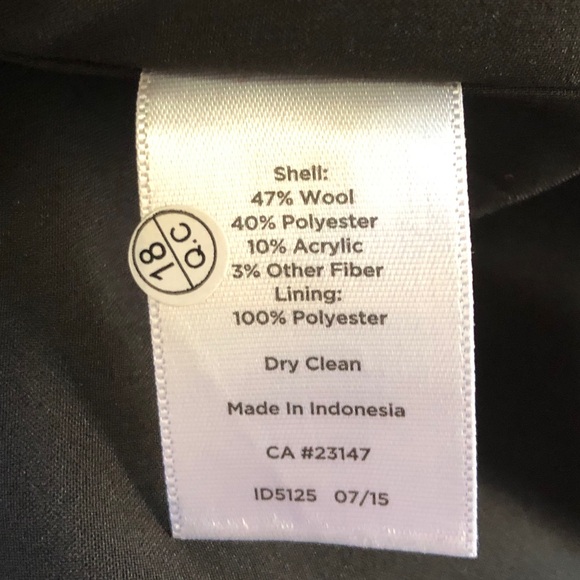 Shell:
47% Wool
40% Polyester
10% Acrylic
3% Other Fiber
Lining:
100% Polyester
Dry Clean
Made In Indonesia
CA #23147
ID5125 07/15
Q.C
18